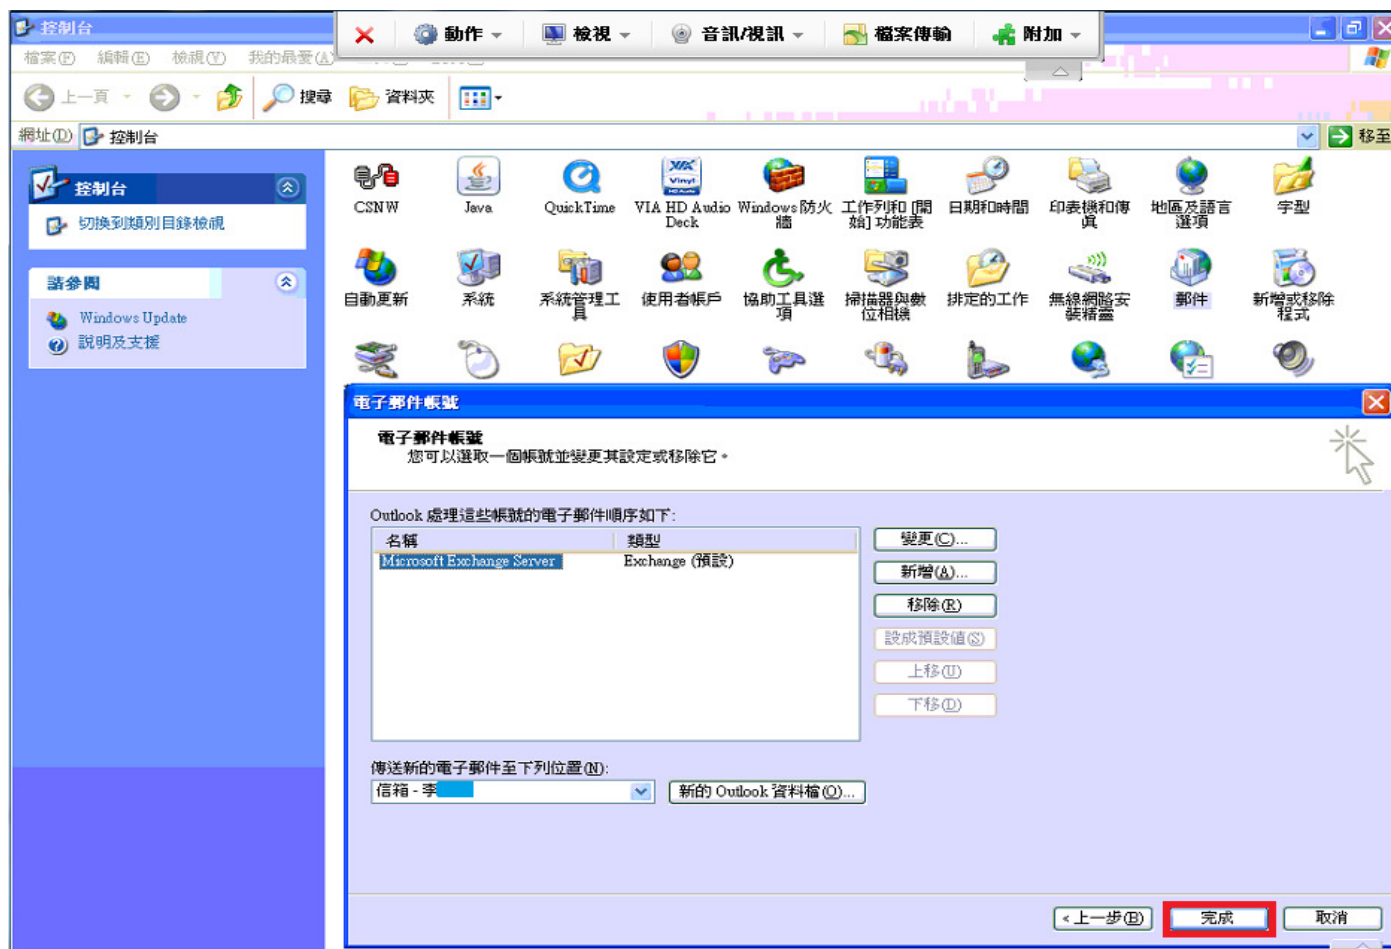 控制台
動作
檢視
音訊/視訊
檔案傳輸
附加
檔案(F) 編輯(E) 檢視(V) 我的最愛(A)
上一頁
搜尋
資料夾
網址(D) 控制台
移至
控制台
切換到類別目錄檢視
請參閱
Windows Update
說明及支援
CSNW
Java
QuickTime
VIA HD Audio
Deck
Windows 防火
牆
工作列和 [開
始] 功能表
日期和時間
印表機和傳
真
地區及語言
選項
字型
自動更新
系統
系統管理工
具
使用者帳戶
協助工具選
項
掃描器與數
位相機
排定的工作
無線網路安
裝精靈
郵件
新增或移除
程式
電子郵件帳號
電子郵件帳號
您可以選取一個帳號並變更其設定或移除它。
Outlook 處理這些帳號的電子郵件順序如下:
名稱 類型
Microsoft Exchange Server Exchange (預設)
變更(C)...
新增(A)...
移除(R)
設成預設值(S)
上移(U)
下移(D)
傳送新的電子郵件至下列位置(N):
信箱 - 李
新的 Outlook 資料檔(O)...
< 上一步(B)
完成
取消